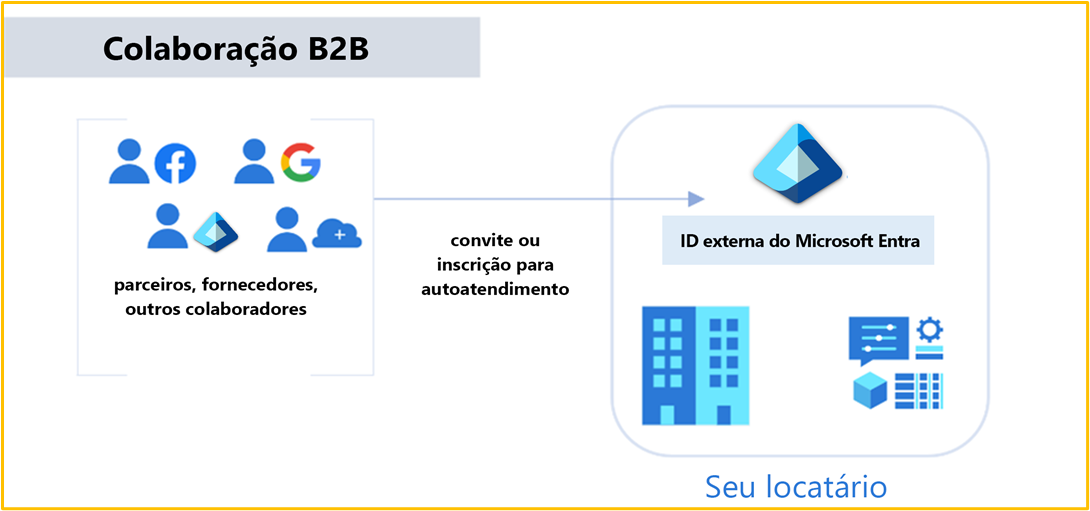 Colaboração B2B
parceiros, fornecedores,
outros colaboradores
convite ou
inscrição para
autoatendimento
ID externa do Microsoft Entra
Seu locatário